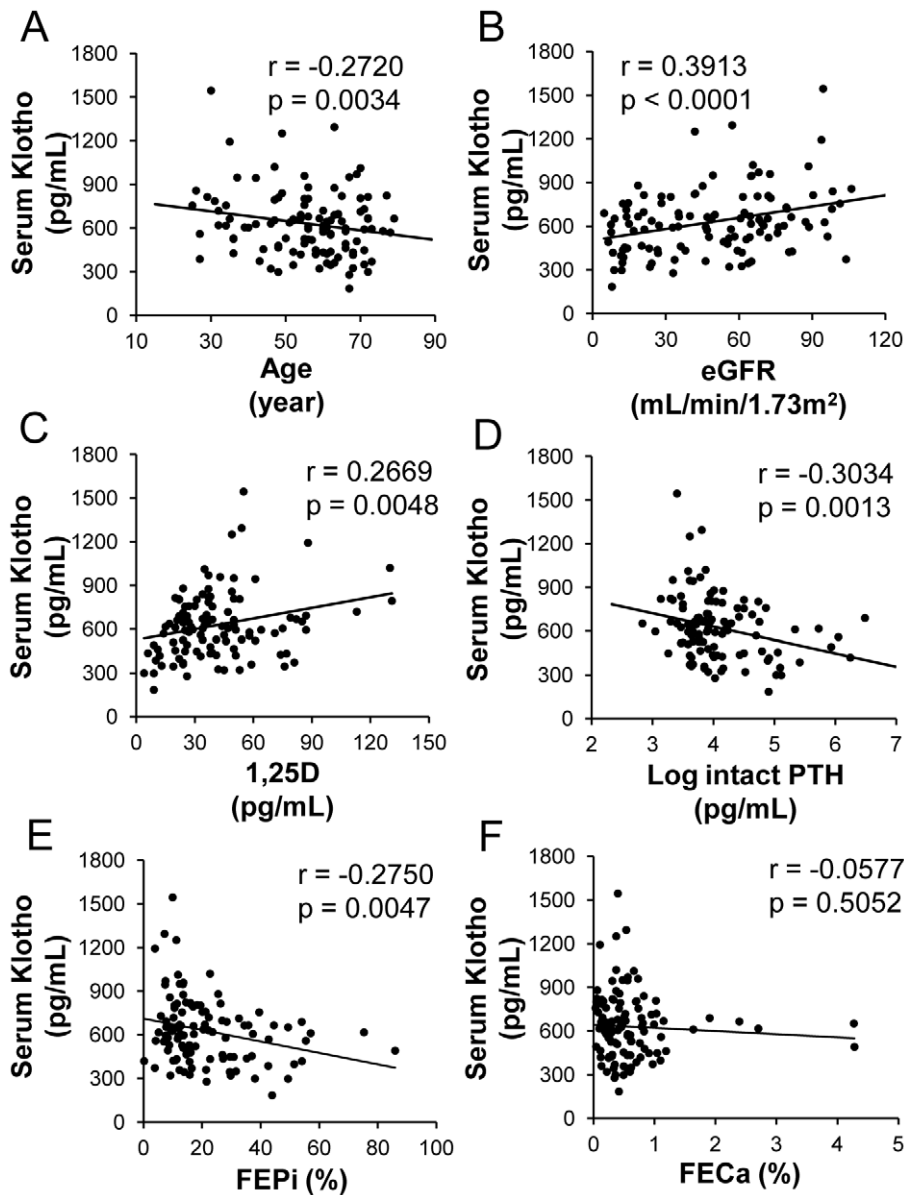 A
Serum Klotho
(pg/mL)
1800
1500
1200
900
600
300
0
r = -0.2720
p = 0.0034
10 30 50 70 90
Age
(year)
B
Serum Klotho
(pg/mL)
1800
1500
1200
900
600
300
0
r = 0.3913
p < 0.0001
0 30 60 90 120
eGFR
(mL/min/1.73m²)
C
Serum Klotho
(pg/mL)
1800
1500
1200
900
600
300
0
r = 0.2669
p = 0.0048
0 30 60 90 120 150
1,25D
(pg/mL)
D
Serum Klotho
(pg/mL)
1800
1500
1200
900
600
300
0
r = -0.3034
p = 0.0013
2 3 4 5 6 7
Log intact PTH
(pg/mL)
E
Serum Klotho
(pg/mL)
1800
1500
1200
900
600
300
0
r = -0.2750
p = 0.0047
0 20 40 60 80 100
FEPi (%)
F
Serum Klotho
(pg/mL)
1800
1500
1200
900
600
300
0
r = -0.0577
p = 0.5052
0 1 2 3 4 5
FECa (%)